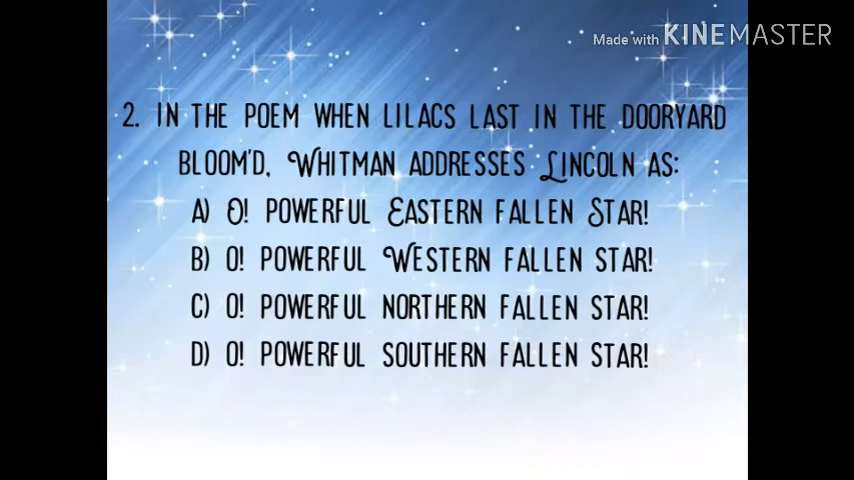 Made with KINEMASTER
2. IN THE POEM WHEN LILACS LAST IN THE DOORYARD
BLOOM'D, WHITMAN ADDRESSES LINCOLN AS:
A) O! POWERFUL EASTERN FALLEN STAR!
B) O! POWERFUL WESTERN FALLEN STAR!
C) O! POWERFUL NORTHERN FALLEN STAR!
D) O! POWERFUL SOUTHERN FALLEN STAR!